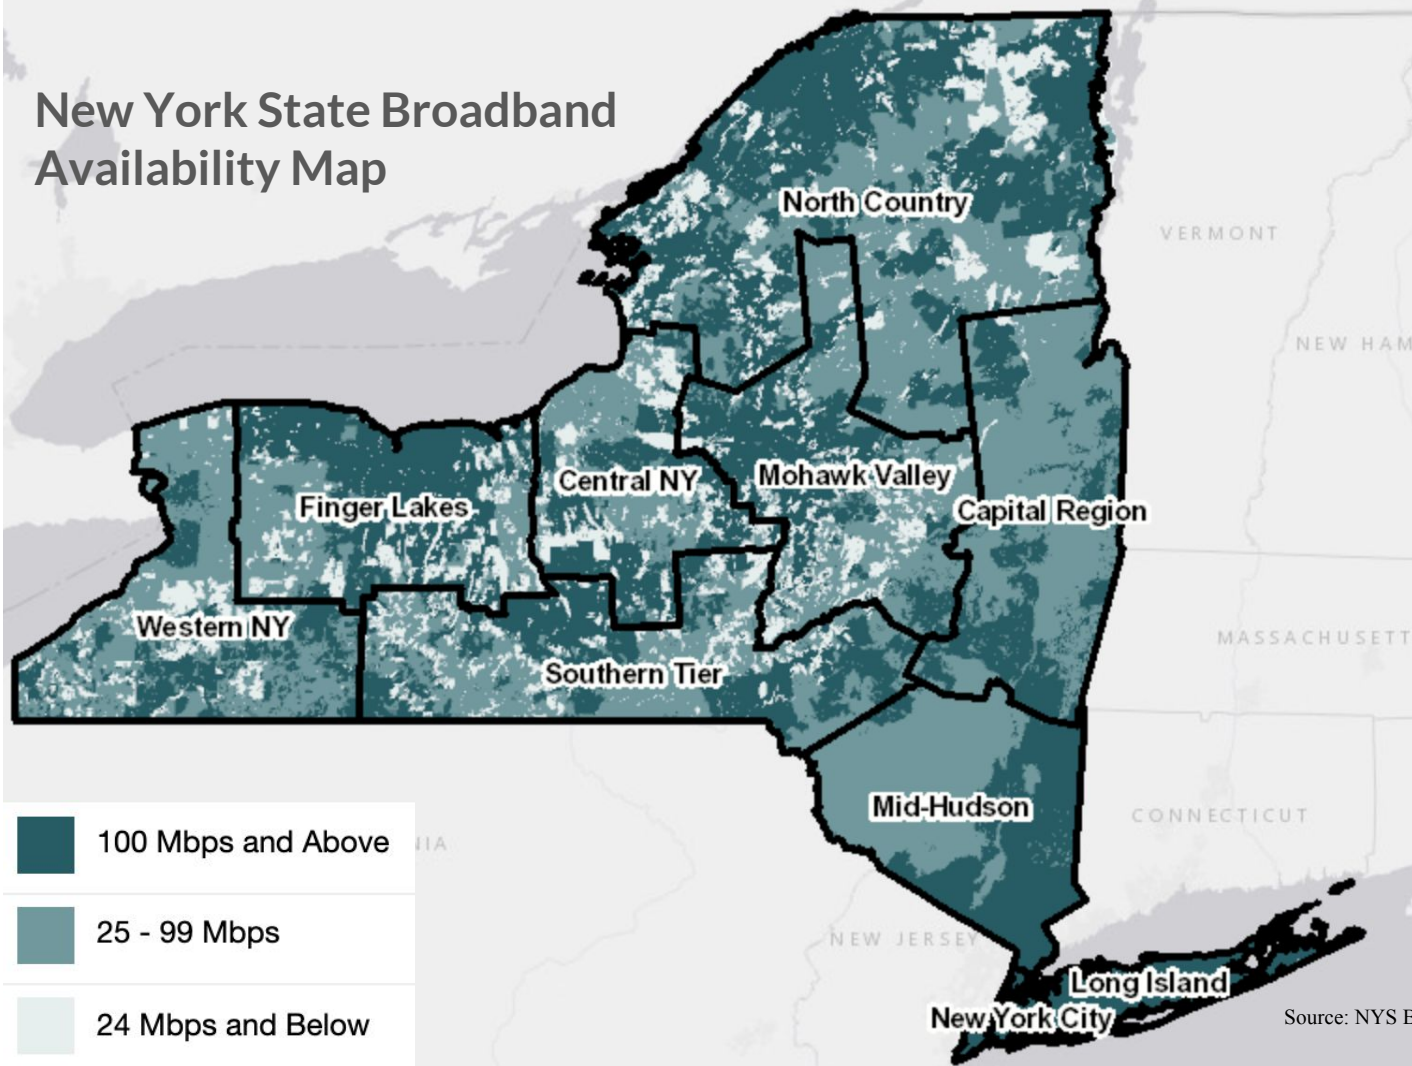 New York State Broadband
Availability Map
North Country
VERMONT
NEW HAM
Central NY
Mohawk Valley
Finger Lakes
Capital Region
Western NY
MASSACHUSETT
Southern Tier
Mid-Hudson
CONNECTICUT
100 Mbps and Above
NIA
25 - 99 Mbps
NEW JERSEY
Long Island
New York City
Source: NYS B
24 Mbps and Below